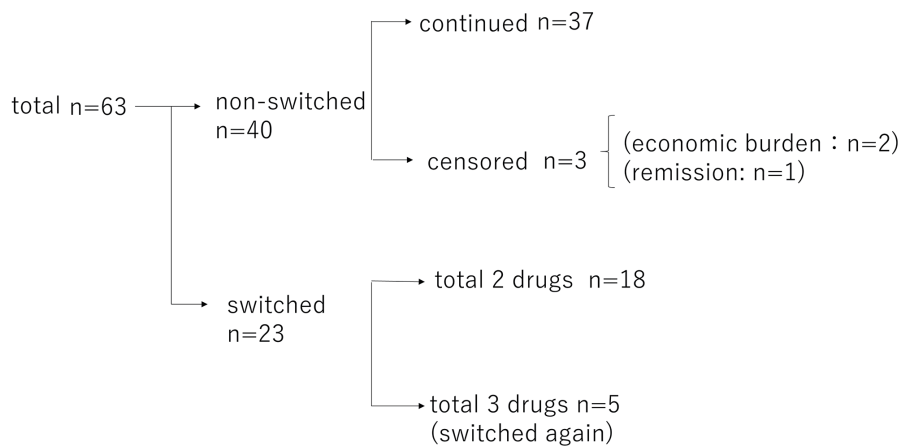 continued n=37
total n=63
non-switched
n=40
censored n=3
(economic burden：n=2)
(remission: n=1)
switched
n=23
total 2 drugs n=18
total 3 drugs n=5
(switched again)